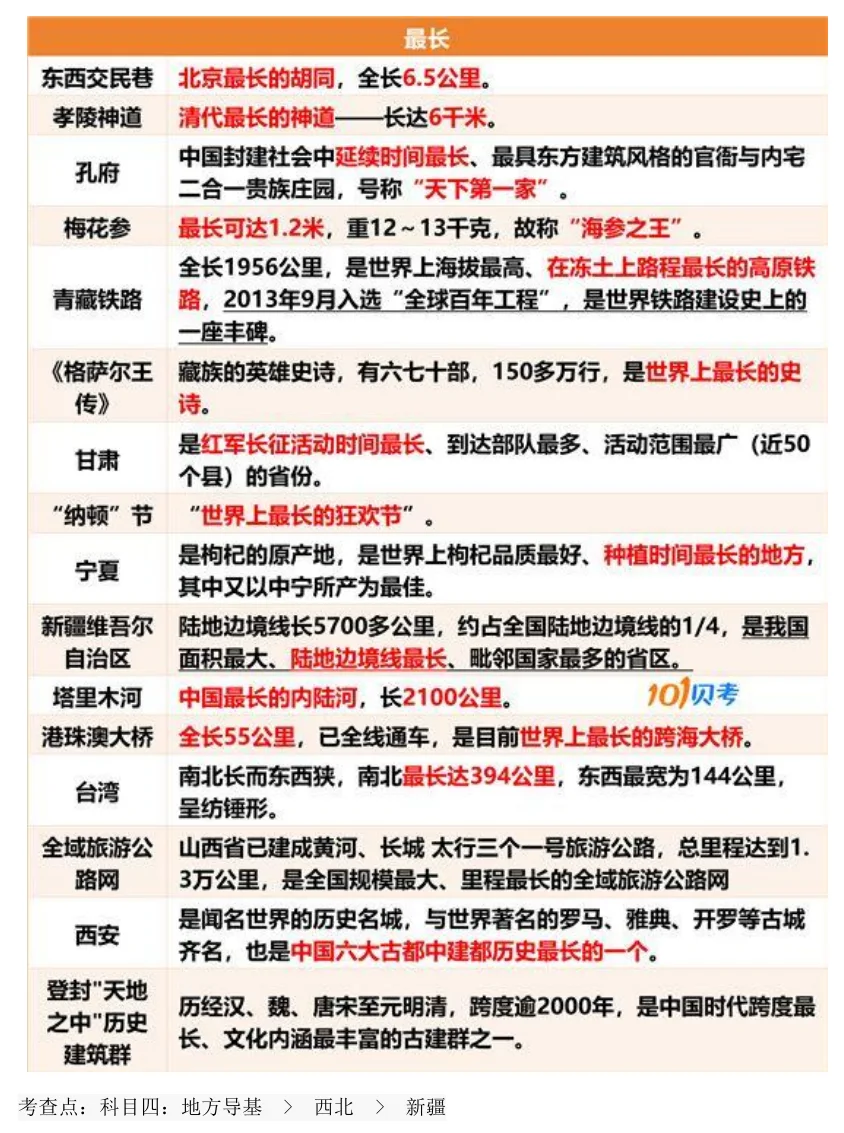 最长
东西交民巷
北京最长的胡同，全长6.5公里。
孝陵神道
清代最长的神道——长达6千米。
孔府
中国封建社会中延续时间最长、最具东方建筑风格的官衙与内宅
二合一贵族庄园，号称“天下第一家”。
梅花参
最长可达1.2米，重12～13千克，故称“海参之王”。
青藏铁路
全长1956公里，是世界上海拔最高、在冻土上路程最长的高原铁
路，2013年9月入选“全球百年工程”，是世界铁路建设史上的
一座丰碑。
《格萨尔王
传》
藏族的英雄史诗，有六七十部，150多万行，是世界上最长的史
诗。
甘肃
是红军长征活动时间最长、到达部队最多、活动范围最广（近50
个县）的省份。
“纳顿”节
“世界上最长的狂欢节”。
宁夏
是枸杞的原产地，是世界上枸杞品质最好、种植时间最长的地方，
其中又以中宁所产为最佳。
新疆维吾尔
自治区
陆地边境线长5700多公里，约占全国陆地边境线的1/4，是我国
面积最大、陆地边境线最长、毗邻国家最多的省区。
塔里木河
中国最长的内陆河，长2100公里。
101贝考
港珠澳大桥
全长55公里，已全线通车，是目前世界上最长的跨海大桥。
台湾
南北长而东西狭，南北最长达394公里，东西最宽为144公里，
呈纺锤形。
全域旅游公
路网
山西省已建成黄河、长城 太行三个一号旅游公路，总里程达到1.
3万公里，是全国规模最大、里程最长的全域旅游公路网
西安
是闻名世界的历史名城，与世界著名的罗马、雅典、开罗等古城
齐名，也是中国六大古都中建都历史最长的一个。
登封"天地
之中"历史
建筑群
历经汉、魏、唐宋至元明清，跨度逾2000年，是中国时代跨度最
长、文化内涵最丰富的古建群之一。
考查点：科目四：地方导基 > 西北 > 新疆